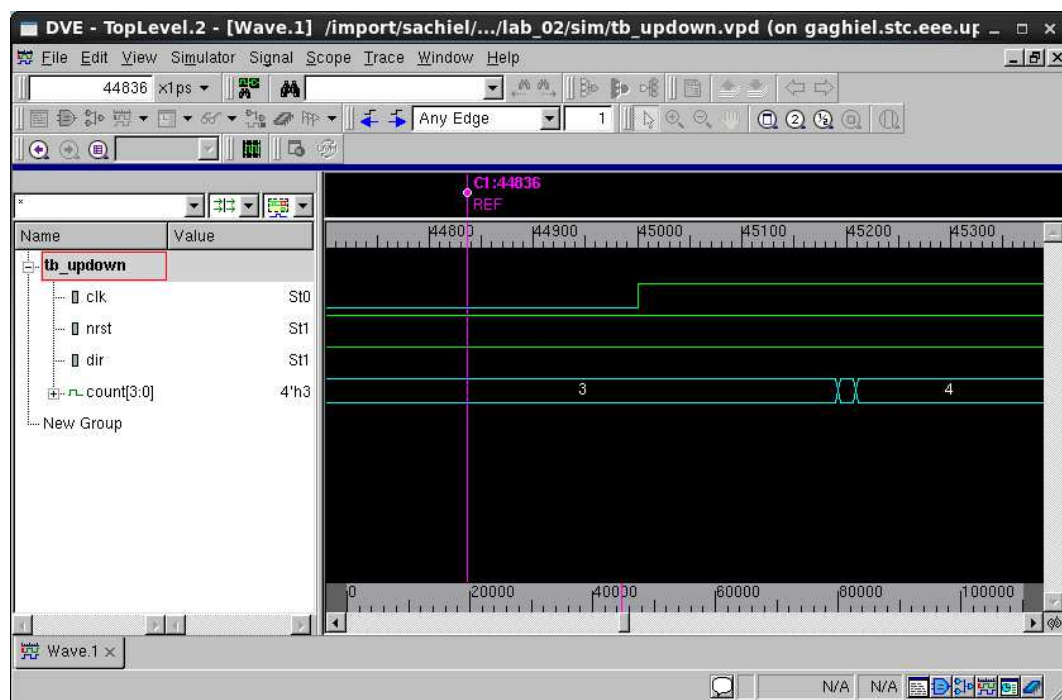 DVE - TopLevel.2 - [Wave.1] /import/sachiel/.../lab_02/sim/tb_updown.vpd (on gaghiel.stc.eee.up
File Edit View Simulator Signal Scope Trace Window Help
44836 x1ps
Any Edge 1
C1:44836
REF
*
Name Value
44800 44900 45000 45100 45200 45300
tb_updown
clk St0
nrst St1
dir St1
count[3:0] 4'h3 3 4
New Group
0 20000 40000 60000 80000 100000
Wave.1
N/A N/A